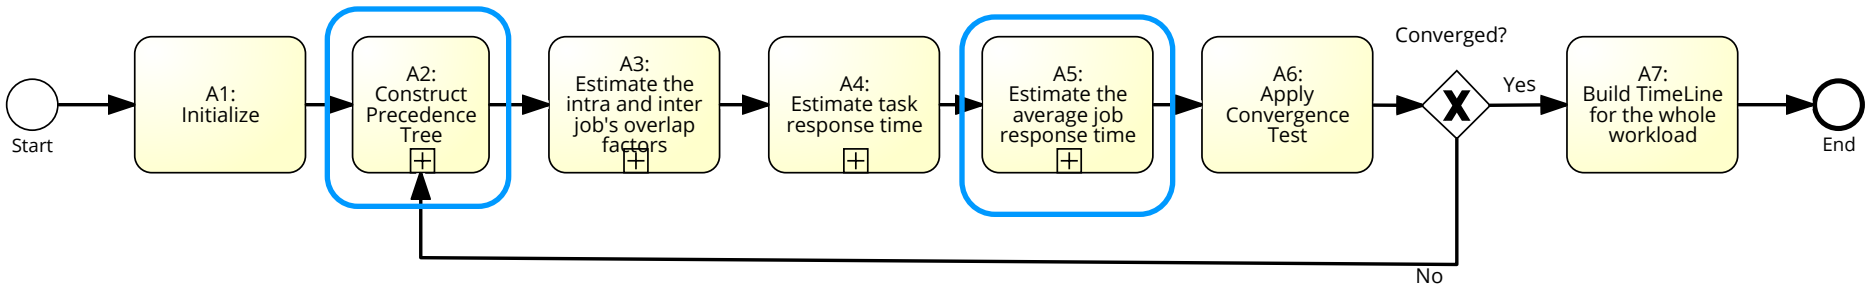 Start
A1:
Initialize
A2:
Construct
Precedence
Tree
A3:
Estimate the
intra and inter
job's overlap
factors
A4:
Estimate task
response time
A5:
Estimate the
average job
response time
A6:
Apply
Convergence
Test
Converged?
X
Yes
No
A7:
Build TimeLine
for the whole
workload
End